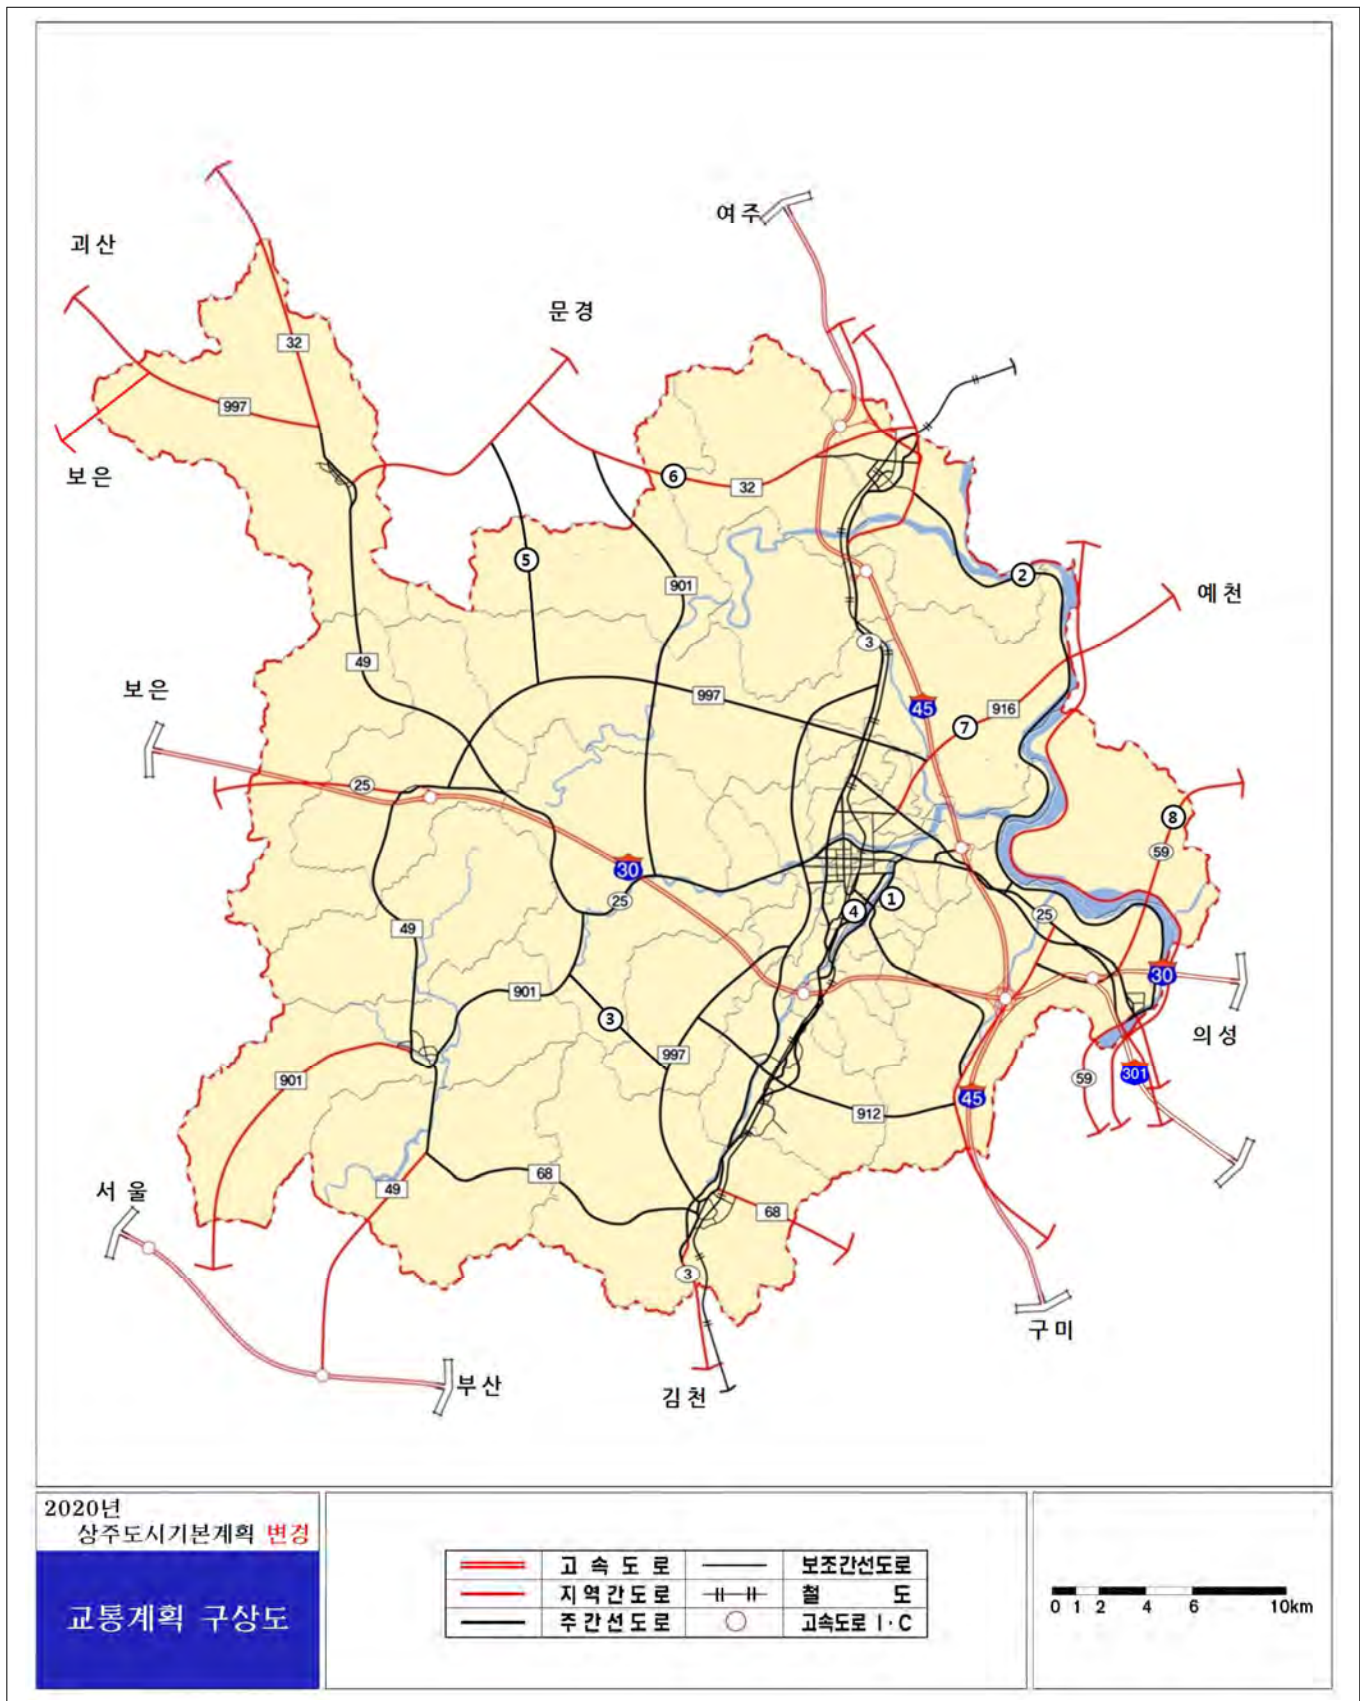 여주
괴산
문경
32
997
보은
6
32
5
901
2
예천
3
49
보은
997
45
916
7
25
8
59
30
25
4
1
25
49
901
30
3
의성
997
901
59
301
45
912
68
서울
49
68
3
구미
부산
김천
2020년
상주도시기본계획 변경
교통계획 구상도
고속도로 보조간선도로
지역간도로 철도
주간선도로 고속도로 I·C
0 1 2 4 6 10km